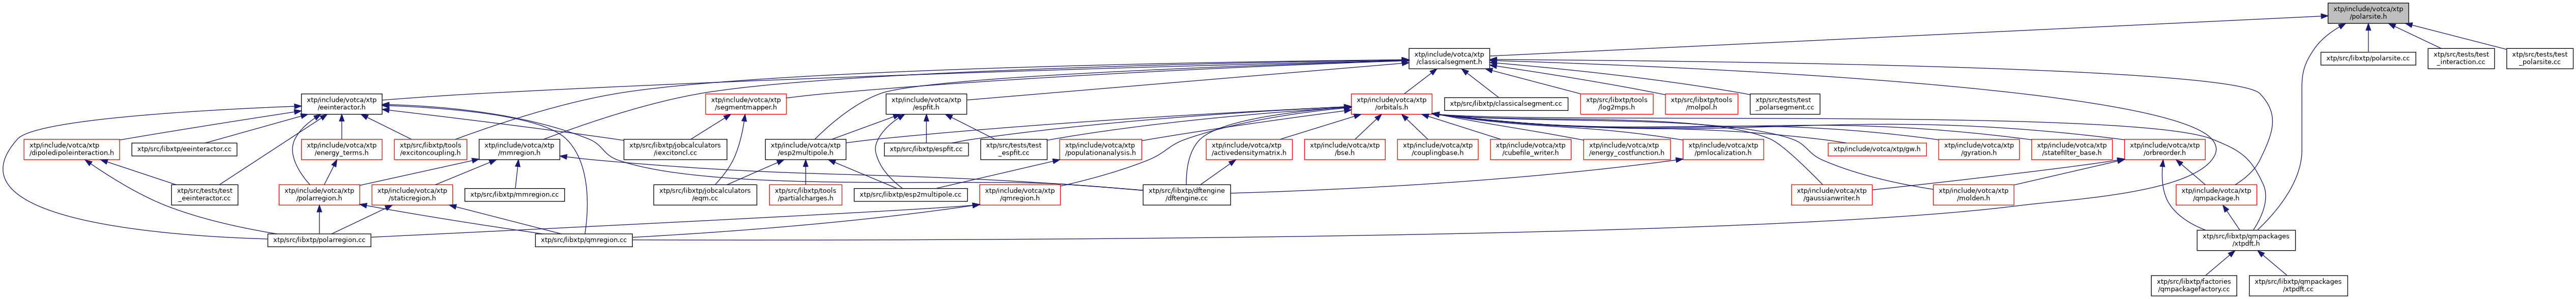 xtp/include/votca/xtp
/polarsite.h
xtp/include/votca/xtp
/classicalsegment.h
xtp/src/libxtp/polarsite.cc
xtp/src/tests/test
_interaction.cc
xtp/src/tests/test
_polarsite.cc
xtp/include/votca/xtp
/eeinteractor.h
xtp/include/votca/xtp
/segmentmapper.h
xtp/include/votca/xtp
/espfit.h
xtp/include/votca/xtp
/orbitals.h
xtp/src/libxtp/classicalsegment.cc
xtp/src/libxtp/tools
/log2mps.h
xtp/src/libxtp/tools
/molpol.h
xtp/src/tests/test
_polarsegment.cc
xtp/include/votca/xtp
/dipoledipoleinteraction.h
xtp/src/libxtp/eeinteractor.cc
xtp/include/votca/xtp
/energy_terms.h
xtp/src/libxtp/tools
/excitoncoupling.h
xtp/include/votca/xtp
/mmregion.h
xtp/src/libxtp/jobcalculators
/excitoncl.cc
xtp/include/votca/xtp
/esp2multipole.h
xtp/src/libxtp/espfit.cc
xtp/src/tests/test
_espfit.cc
xtp/include/votca/xtp
/populationanalysis.h
xtp/include/votca/xtp
/activedensitymatrix.h
xtp/include/votca/xtp
/bse.h
xtp/include/votca/xtp
/couplingbase.h
xtp/include/votca/xtp
/cubefile_writer.h
xtp/include/votca/xtp
/energy_costfunction.h
xtp/include/votca/xtp
/pmlocalization.h
xtp/include/votca/xtp/gw.h
xtp/include/votca/xtp
/gyration.h
xtp/include/votca/xtp
/statefilter_base.h
xtp/include/votca/xtp
/orbreorder.h
xtp/src/tests/test
_eeinteractor.cc
xtp/include/votca/xtp
/polarregion.h
xtp/include/votca/xtp
/staticregion.h
xtp/src/libxtp/mmregion.cc
xtp/src/libxtp/jobcalculators
/eqm.cc
xtp/src/libxtp/tools
/partialcharges.h
xtp/src/libxtp/esp2multipole.cc
xtp/include/votca/xtp
/qmregion.h
xtp/src/libxtp/dftengine
/dftengine.cc
xtp/include/votca/xtp
/gaussianwriter.h
xtp/include/votca/xtp
/molden.h
xtp/include/votca/xtp
/qmpackage.h
xtp/src/libxtp/polarregion.cc
xtp/src/libxtp/qmregion.cc
xtp/src/libxtp/qmpackages
/xtpdft.h
xtp/src/libxtp/factories
/qmpackagefactory.cc
xtp/src/libxtp/qmpackages
/xtpdft.cc